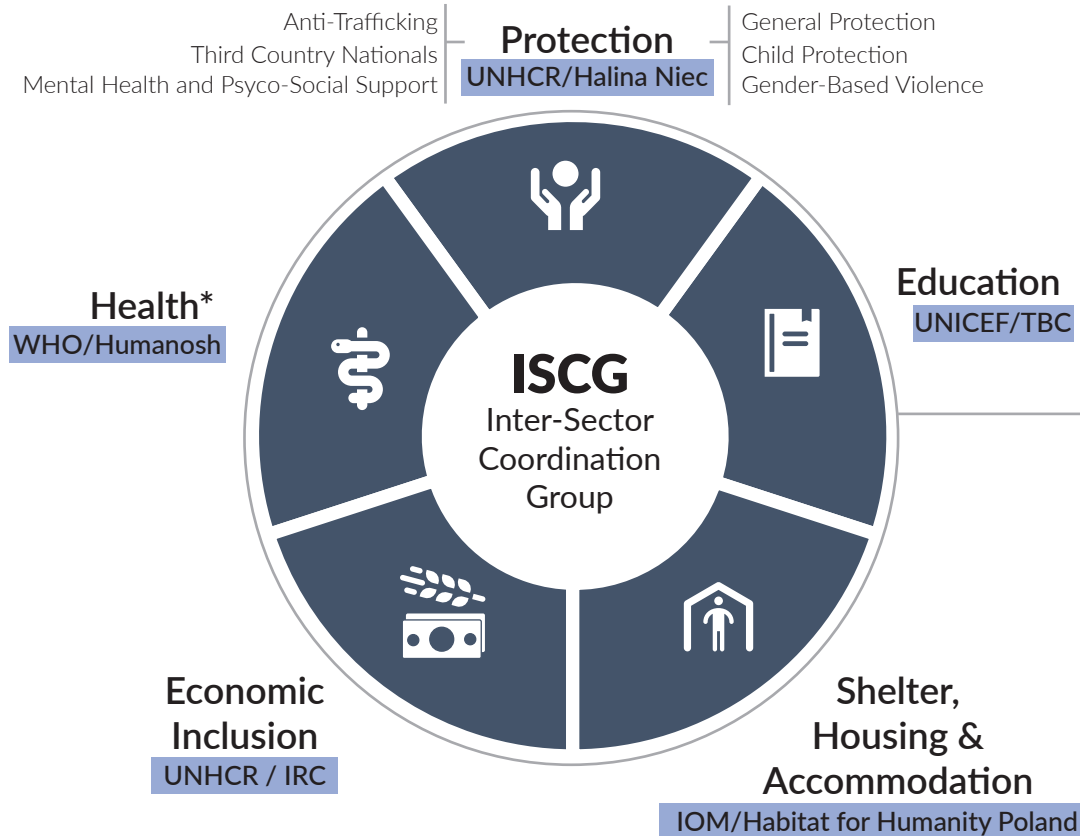 Anti-Trafficking
Third Country Nationals
Mental Health and Psyco-Social Support
Protection
UNHCR/Halina Niec
General Protection
Child Protection
Gender-Based Violence
Health*
WHO/Humanosh
Education
UNICEF/TBC
ISCG
Inter-Sector
Coordination
Group
Economic
Inclusion
UNHCR / IRC
Shelter,
Housing &
Accommodation
IOM/Habitat for Humanity Poland